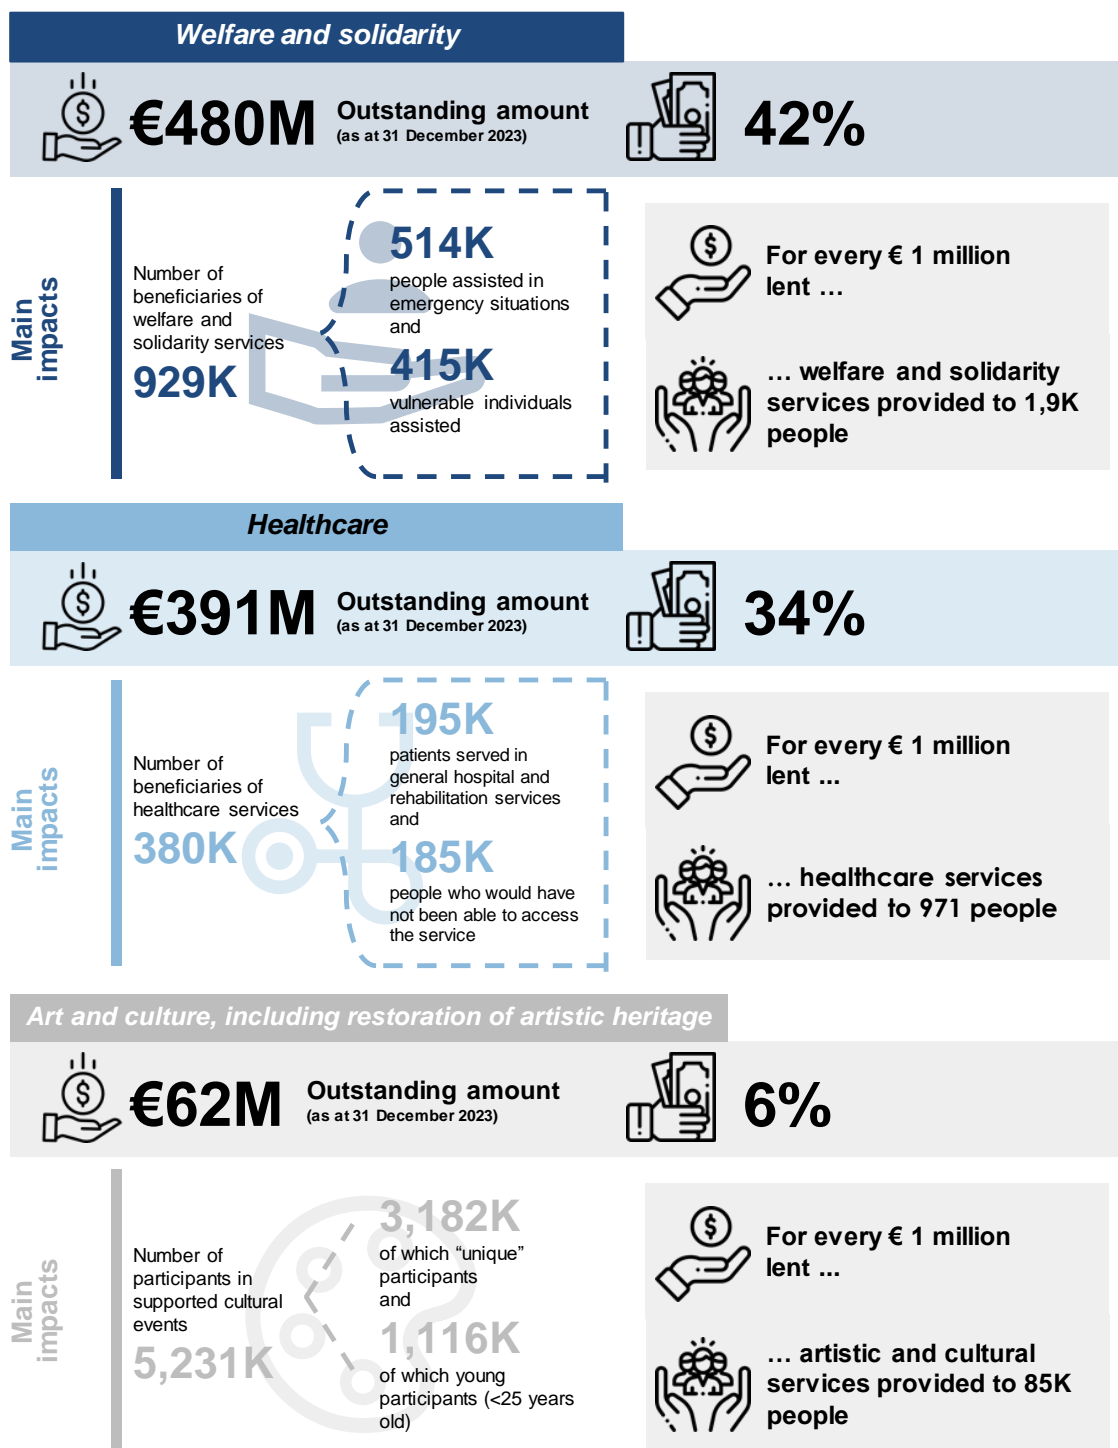 Welfare and solidarity
€480M
Outstanding amount
(as at 31 December 2023)
42%
Main
impacts
Number of
beneficiaries of
welfare and
solidarity services
929K
514K
people assisted in
emergency situations
and
415K
vulnerable individuals
assisted
For every € 1 million
lent …
… welfare and solidarity
services provided to 1,9K
people
Healthcare
€391M
Outstanding amount
(as at 31 December 2023)
34%
Main
impacts
Number of
beneficiaries of
healthcare services
380K
195K
patients served in
general hospital and
rehabilitation services
and
185K
people who would have
not been able to access
the service
For every € 1 million
lent ...
… healthcare services
provided to 971 people
Art and culture, including restoration of artistic heritage
€62M
Outstanding amount
(as at 31 December 2023)
6%
Main
impacts
Number of
participants in
supported cultural
events
5,231K
3,182K
of which “unique”
participants
and
1,116K
of which young
participants (<25 years
old)
For every € 1 million
lent ...
… artistic and cultural
services provided to 85K
people